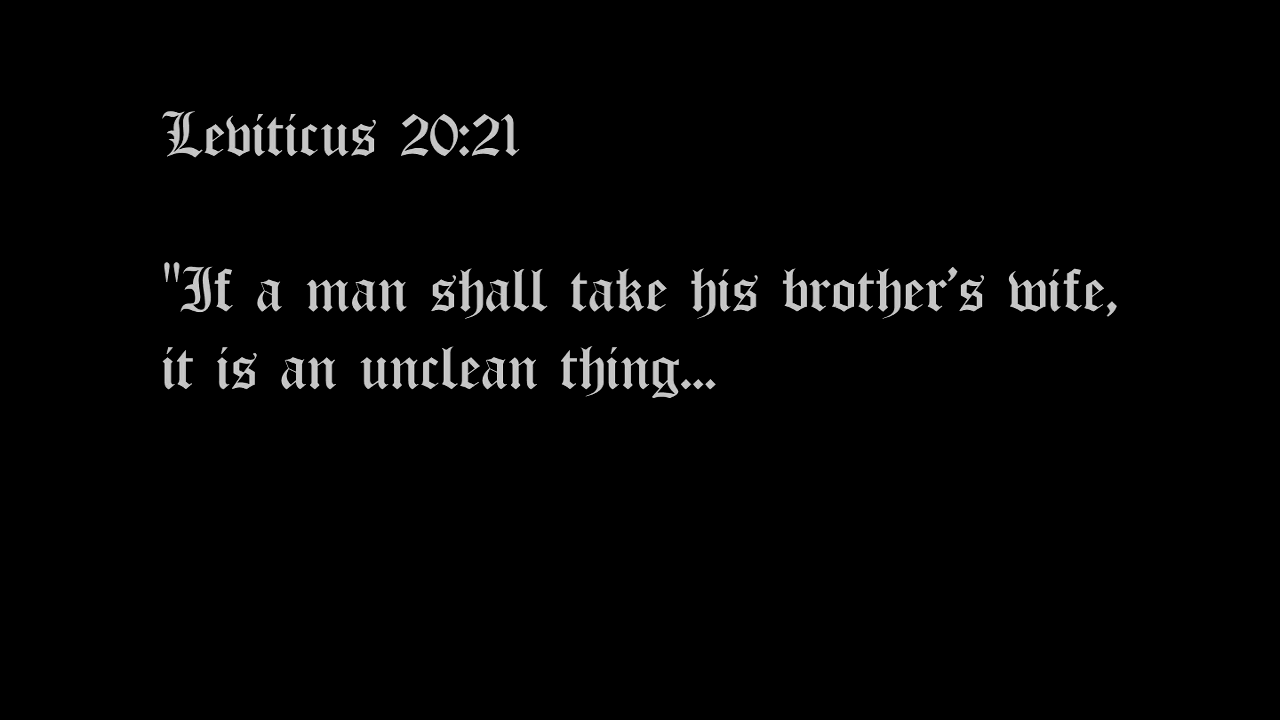 Leviticus 20:21
"If a man shall take his brother's wife,
it is an unclean thing...